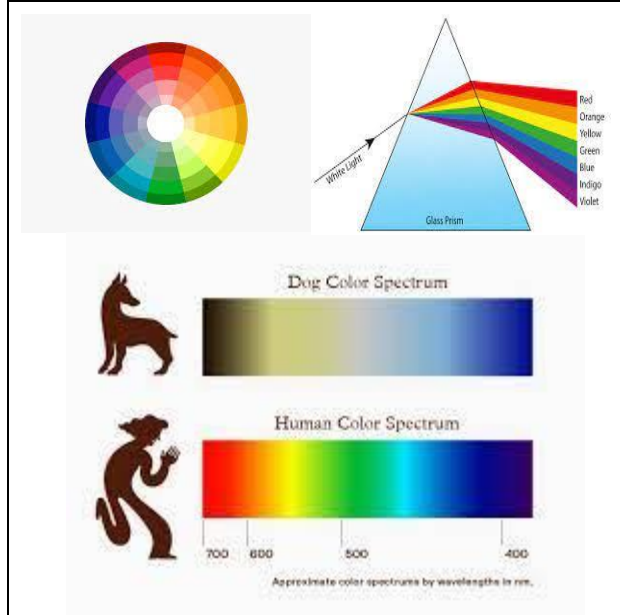 Red
Orange
Yellow
Green
Blue
Indigo
Violet
White Light
Glass Prism
Dog Color Spectrum
Human Color Spectrum
700 600 500 400
Approximate color spectrums by wavelengths in nm.